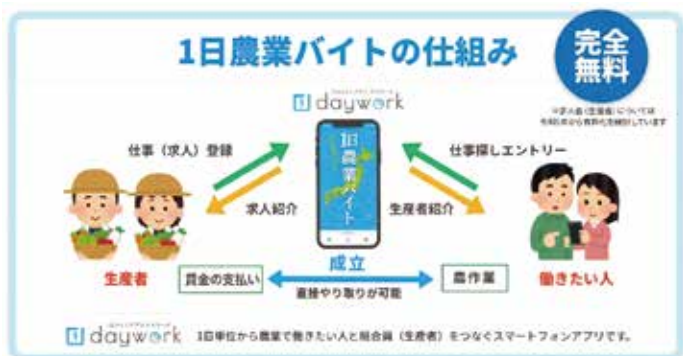 1日農業バイトの仕組み
完全
無料
daywork
1日農業バイト
仕事（求人）登録
仕事探しエントリー
求人紹介
生産者紹介
生産者
賃金の支払い
成立
直接やり取りが可能
農作業
働きたい人
daywork
1日単位から農業で働きたい人と組合員（生産者）をつなぐスマートフォンアプリです。